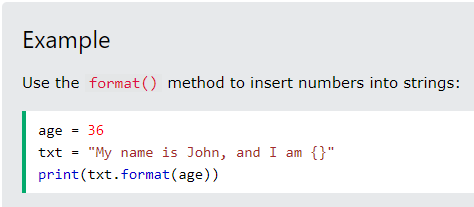 Example
Use the format() method to insert numbers into strings:
age = 36
txt = "My name is John, and I am {}"
print(txt.format(age))